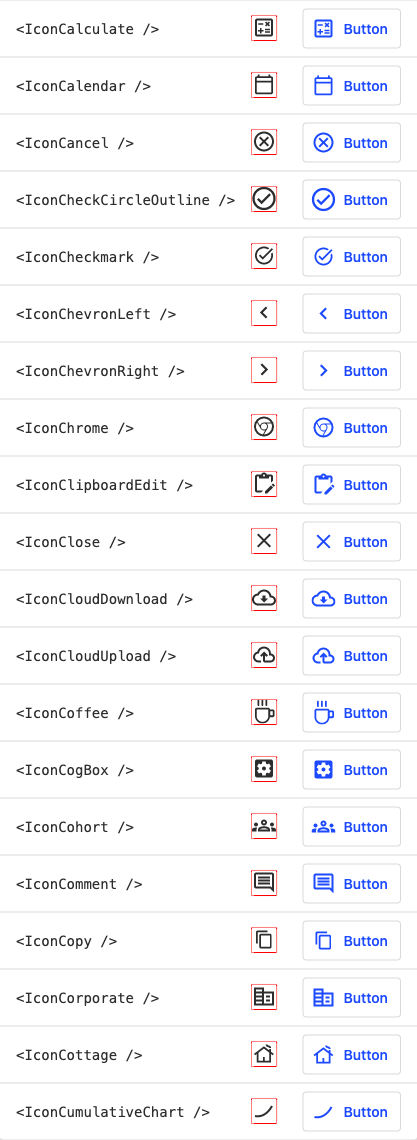 <IconCalculate /> Button
<IconCalendar /> Button
<IconCancel /> Button
<IconCheckCircleOutline /> Button
<IconCheckmark /> Button
<IconChevronLeft /> Button
<IconChevronRight /> Button
<IconChrome /> Button
<IconClipboardEdit /> Button
<IconClose /> Button
<IconCloudDownload /> Button
<IconCloudUpload /> Button
<IconCoffee /> Button
<IconCogBox /> Button
<IconCohort /> Button
<IconComment /> Button
<IconCopy /> Button
<IconCorporate /> Button
<IconCottage /> Button
<IconCumulativeChart /> Button